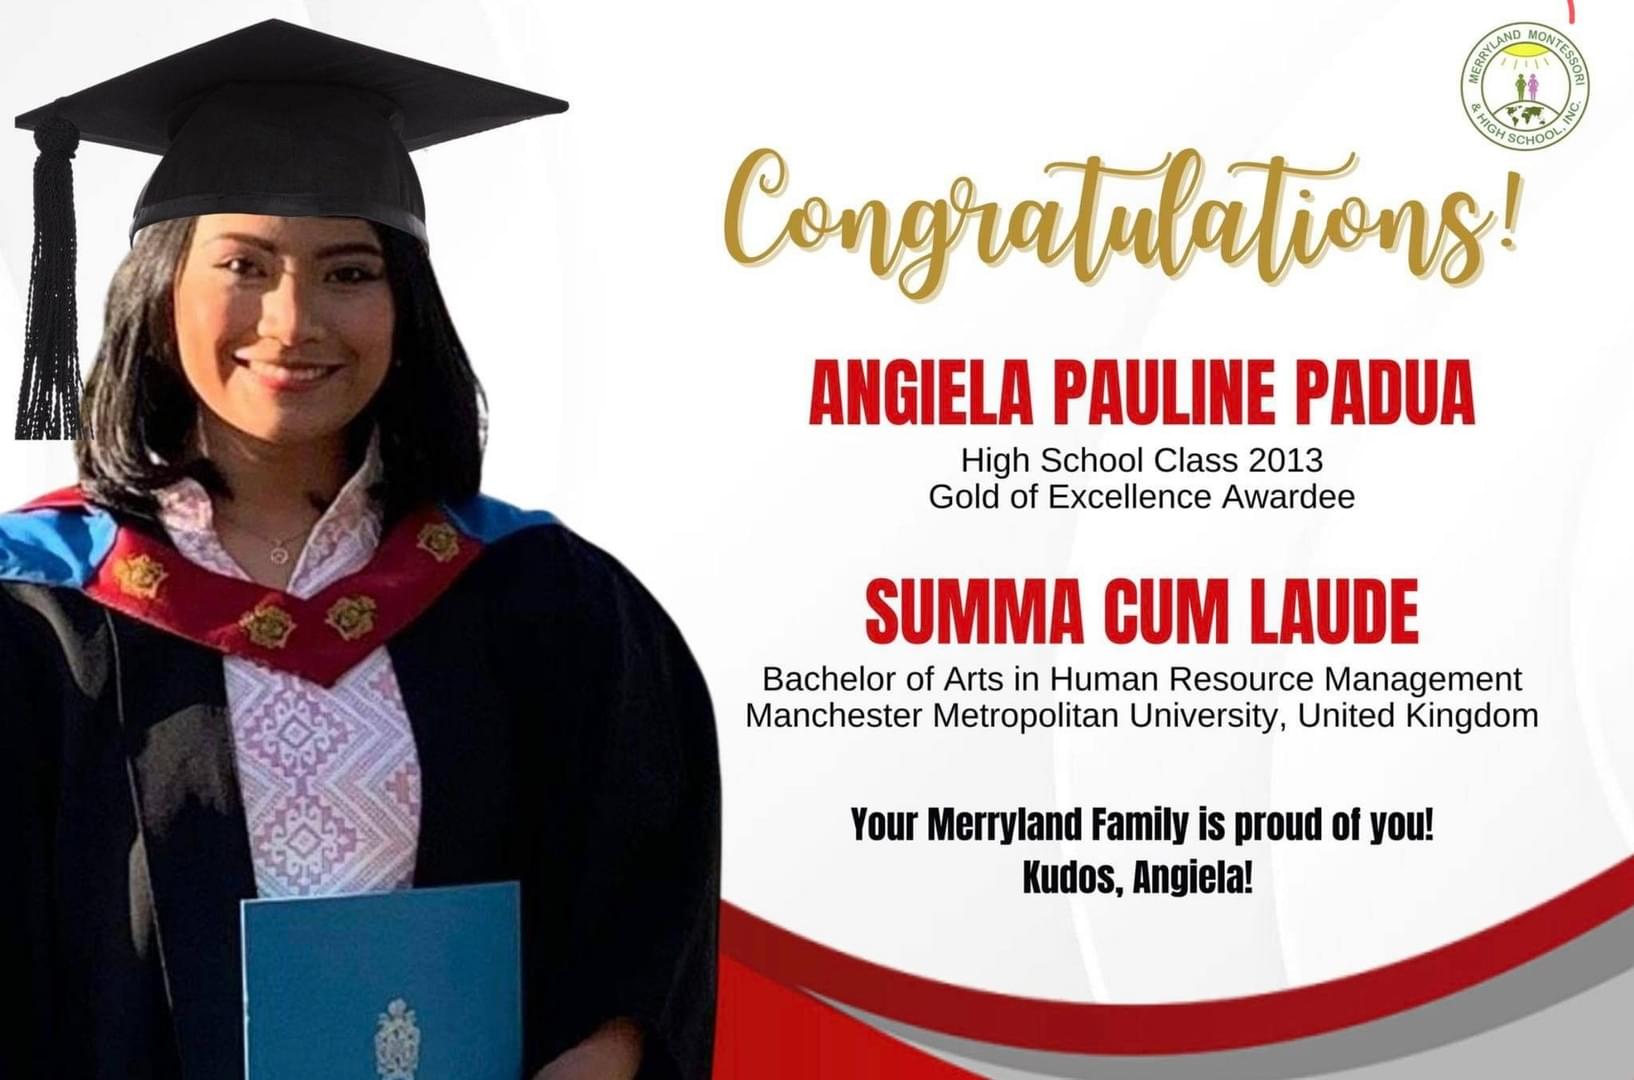 MERRYLAND MONTESSORI
& HIGH SCHOOL, INC.
Congratulations!
ANGIELA PAULINE PADUA
High School Class 2013
Gold of Excellence Awardee
SUMMA CUM LAUDE
Bachelor of Arts in Human Resource Management
Manchester Metropolitan University, United Kingdom
Your Merryland Family is proud of you!
Kudos, Angiela!